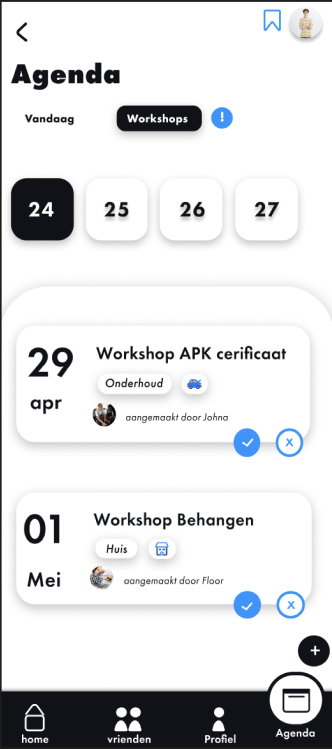 Agenda
Vandaag Workshops !
24 25 26 27
29 Workshop APK cerificaat
apr Onderhoud
aangemaakt door Johna
x
01 Workshop Behangen
Huis
Mei aangemaakt door Floor
x
+
home vrienden Profiel Agenda